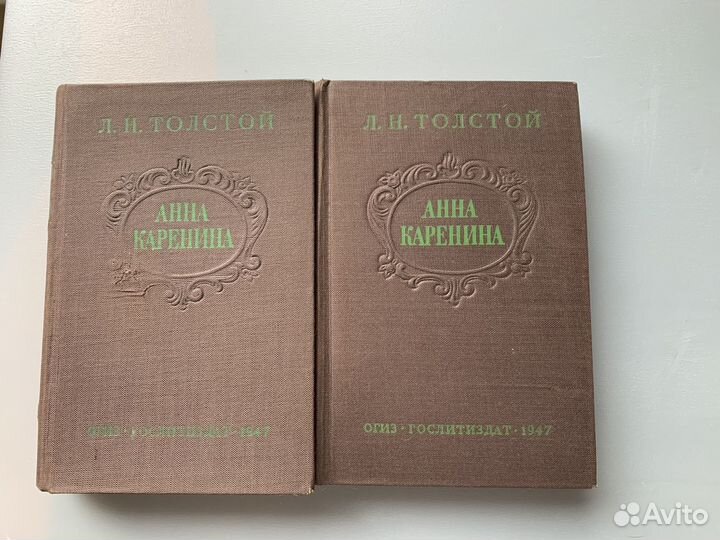 Л. Н. ТОЛСТОЙ
АННА
КАРЕНИНА
ОГИЗ · ГОСЛИТИЗДАТ · 1947
Л. Н. ТОЛСТОЙ
АННА
КАРЕНИНА
ОГИЗ · ГОСЛИТИЗДАТ · 1947
Avito